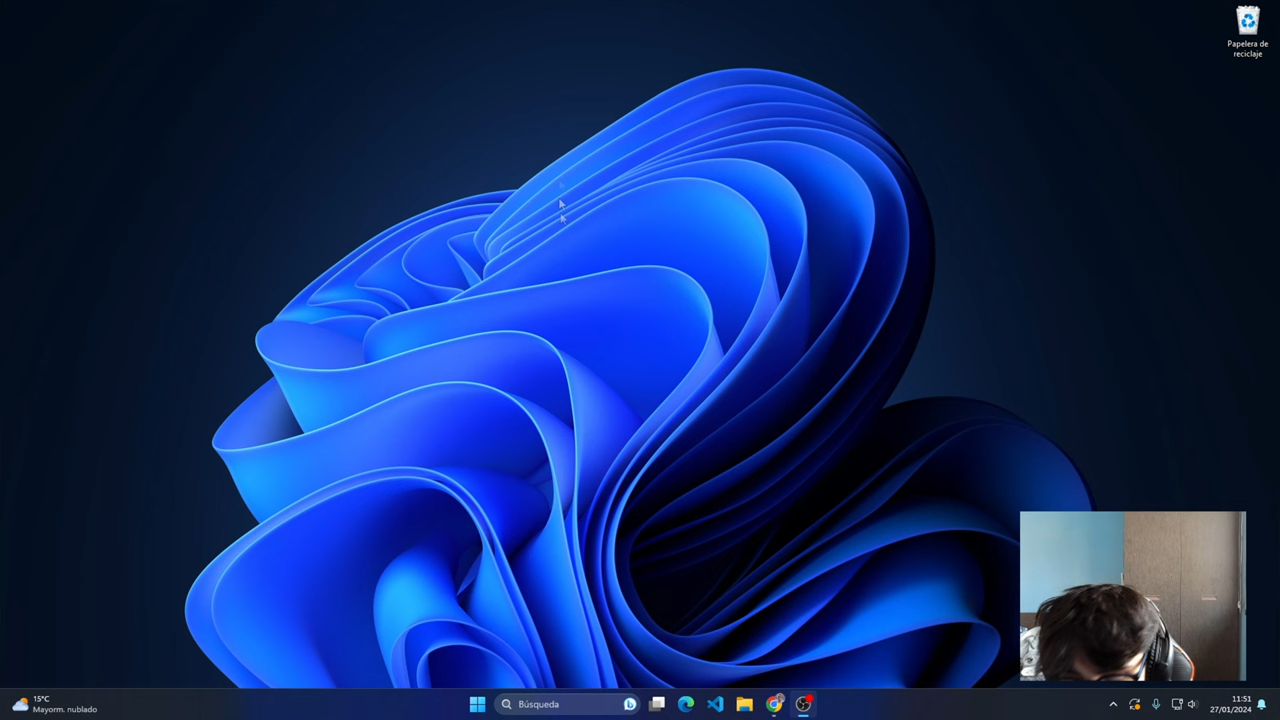 Papelera de
reciclaje
15°C
Mayorm. nublado
Búsqueda
11:51
27/01/2024